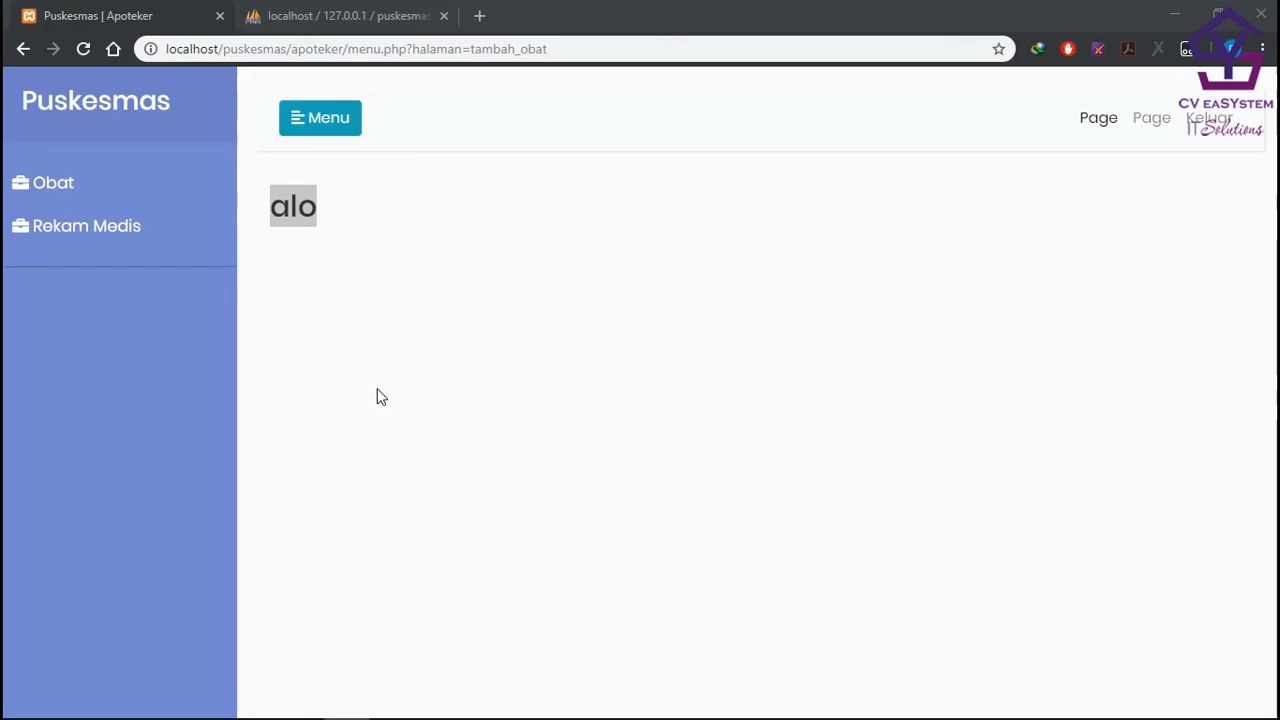 Puskesmas | Apoteker
localhost / 127.0.0.1 / puskesmas
localhost/puskesmas/apoteker/menu.php?halaman=tambah_obat
Puskesmas
Menu
Page
Page
Keluar
CV eaSYstem
IT Solutions
Obat
Rekam Medis
alo